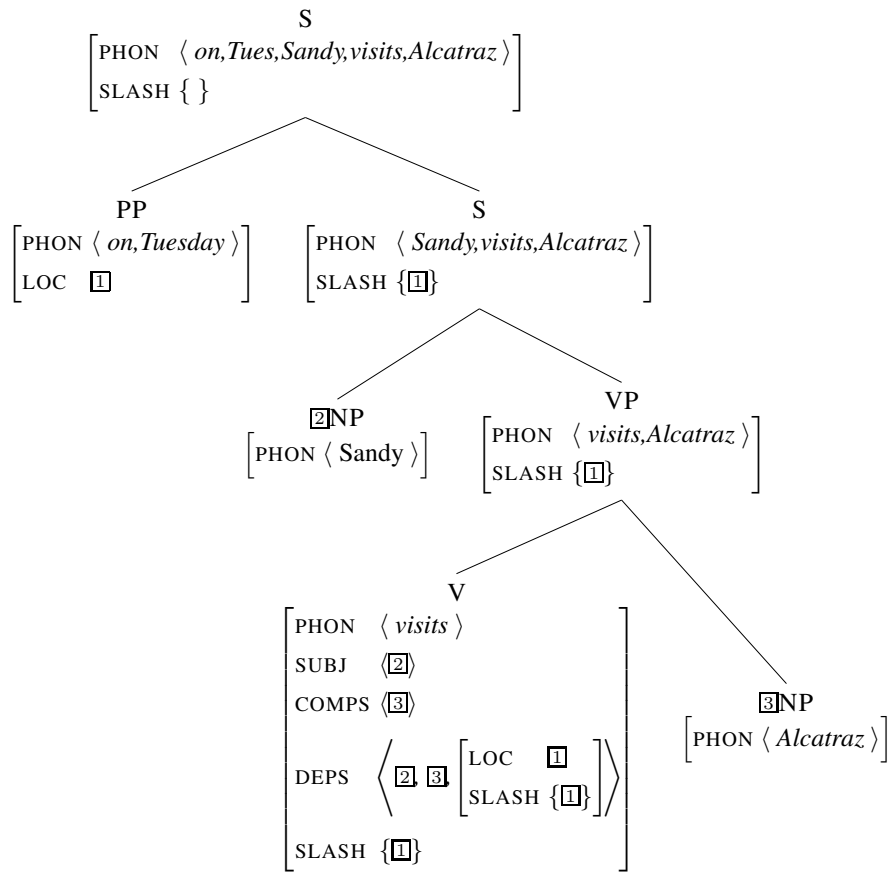 S
PHON ⟨ on,Tues,Sandy,visits,Alcatraz ⟩
SLASH { }
PP
PHON ⟨ on,Tuesday ⟩
LOC 1
S
PHON ⟨ Sandy,visits,Alcatraz ⟩
SLASH {1}
2NP
PHON ⟨ Sandy ⟩
VP
PHON ⟨ visits,Alcatraz ⟩
SLASH {1}
V
PHON ⟨ visits ⟩
SUBJ ⟨2⟩
COMPS ⟨3⟩
DEPS ⟨ 2, 3, [LOC 1
SLASH {1}] ⟩
SLASH {1}
3NP
PHON ⟨ Alcatraz ⟩